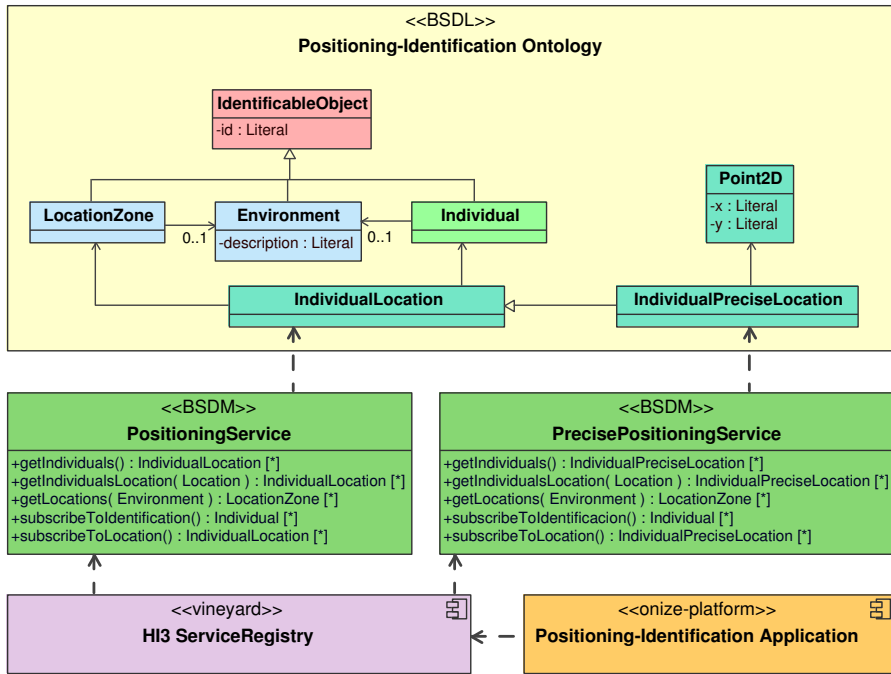 <<BSDL>>
Positioning-Identification Ontology
IdentificableObject
-id : Literal
Point2D
-x : Literal
-y : Literal
LocationZone
Environment
-description : Literal
Individual
0..1
0..1
IndividualLocation
IndividualPreciseLocation
<<BSDM>>
PositioningService
+getIndividuals() : IndividualLocation [*]
+getIndividualsLocation( Location ) : IndividualLocation [*]
+getLocations( Environment ) : LocationZone [*]
+subscribeToIdentification() : Individual [*]
+subscribeToLocation() : IndividualLocation [*]
<<BSDM>>
PrecisePositioningService
+getIndividuals() : IndividualPreciseLocation [*]
+getIndividualsLocation( Location ) : IndividualPreciseLocation [*]
+getLocations( Environment ) : LocationZone [*]
+subscribeToIdentificacion() : Individual [*]
+subscribeToLocation() : IndividualPreciseLocation [*]
<<vineyard>>
HI3 ServiceRegistry
<<onize-platform>>
Positioning-Identification Application